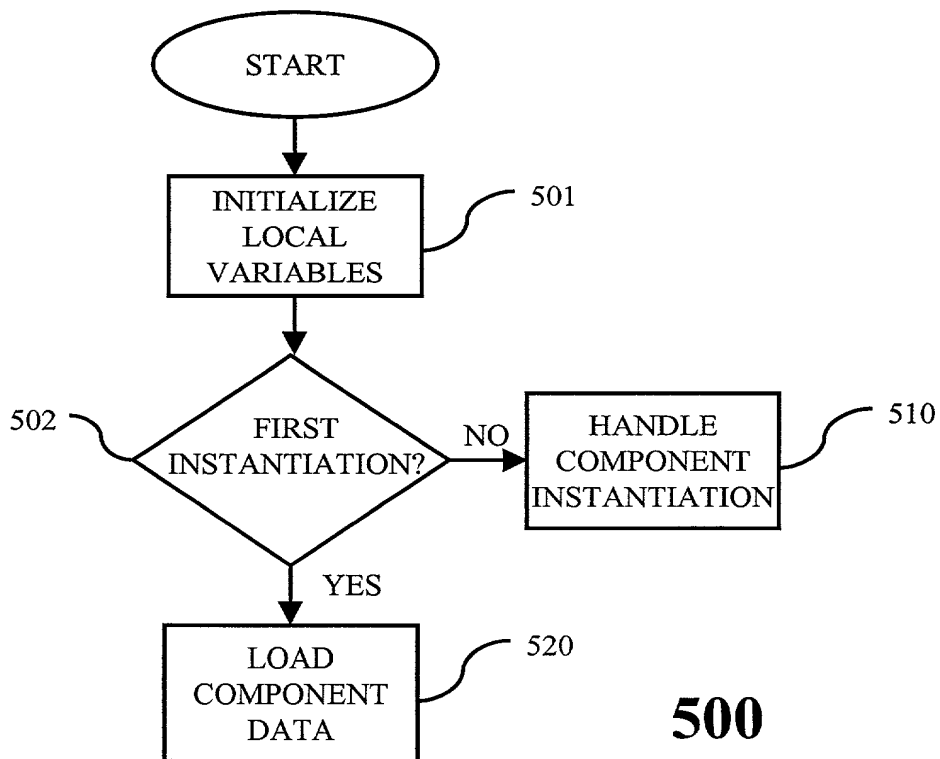 START
INITIALIZE
LOCAL
VARIABLES
501
502
FIRST
INSTANTIATION?
NO
HANDLE
COMPONENT
INSTANTIATION
510
YES
LOAD
COMPONENT
DATA
520
500